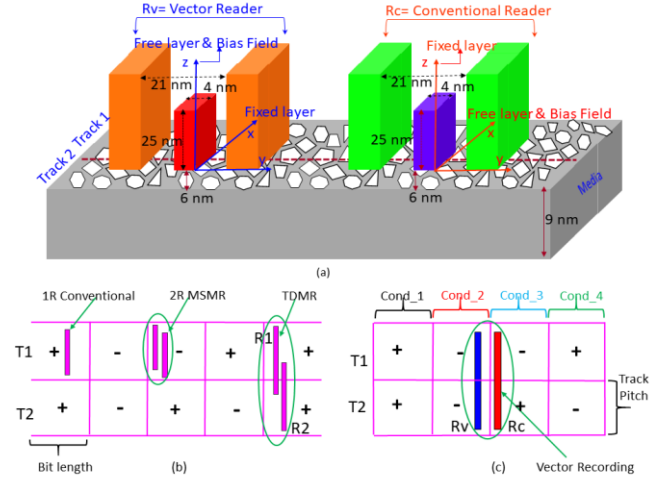 Rv= Vector Reader
Rc= Conventional Reader
Free layer & Bias Field
Fixed layer
z
z
21 nm
4 nm
21 nm
4 nm
Fixed layer
Free layer & Bias Field
25 nm
x
25 nm
x
Track 2 Track 1
y
y
6 nm
6 nm
Media
9 nm
(a)
1R Conventional
2R MSMR
TDMR
Cond_1
Cond_2
Cond_3
Cond_4
T1
+
-
-
+
R1
+
T1
+
-
-
+
T2
+
-
+
-
R2
+
T2
+
-
Rv
Rc
+
-
Track
Pitch
Bit length
(b)
(c)
Vector Recording